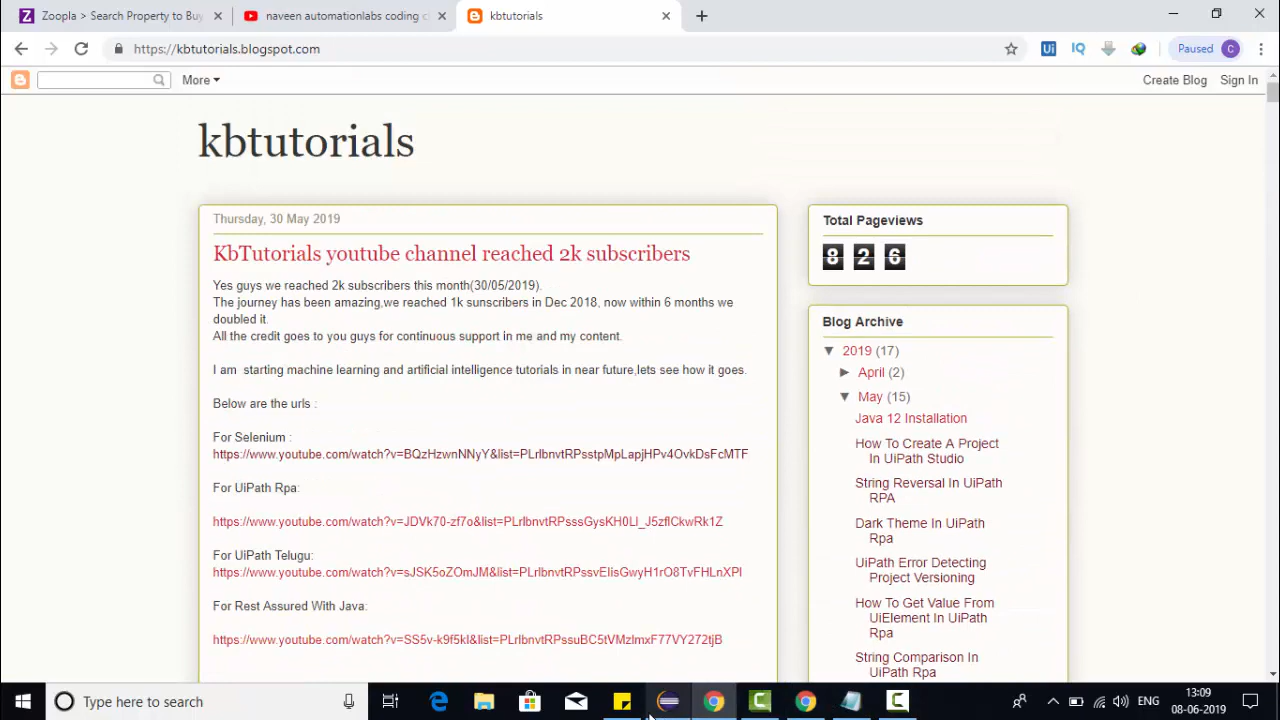 Zoopla > Search Property to Buy
naveen automationlabs coding c
kbtutorials
https://kbtutorials.blogspot.com
Paused
C
More
Create Blog
Sign In
kbtutorials
Thursday, 30 May 2019
KbTutorials youtube channel reached 2k subscribers
Yes guys we reached 2k subscribers this month(30/05/2019).
The journey has been amazing,we reached 1k sunscribers in Dec 2018, now within 6 months we
doubled it.
All the credit goes to you guys for continuous support in me and my content.
I am  starting machine learning and artificial intelligence tutorials in near future,lets see how it goes.
Below are the urls :
For Selenium :
https://www.youtube.com/watch?v=BQzHzwnNNyY&list=PLrlbnvtRPsstpMpLapjHPv4OvkDsFcMTF
For UiPath Rpa:
https://www.youtube.com/watch?v=JDVk70-zf7o&list=PLrlbnvtRPsssGysKH0Ll_J5zflCkwRk1Z
For UiPath Telugu:
https://www.youtube.com/watch?v=sJSK5oZOmJM&list=PLrlbnvtRPssvElisGwyH1rO8TvFHLnXPl
For Rest Assured With Java:
https://www.youtube.com/watch?v=SS5v-k9f5kI&list=PLrlbnvtRPssuBC5tVMzlmxF77VY272tjB
Total Pageviews
8 2 6
Blog Archive
▼ 2019 (17)
► April (2)
▼ May (15)
Java 12 Installation
How To Create A Project
In UiPath Studio
String Reversal In UiPath
RPA
Dark Theme In UiPath
Rpa
UiPath Error Detecting
Project Versioning
How To Get Value From
UiElement In UiPath
Rpa
String Comparison In
UiPath Rpa
Type here to search
ENG
13:09
08-06-2019